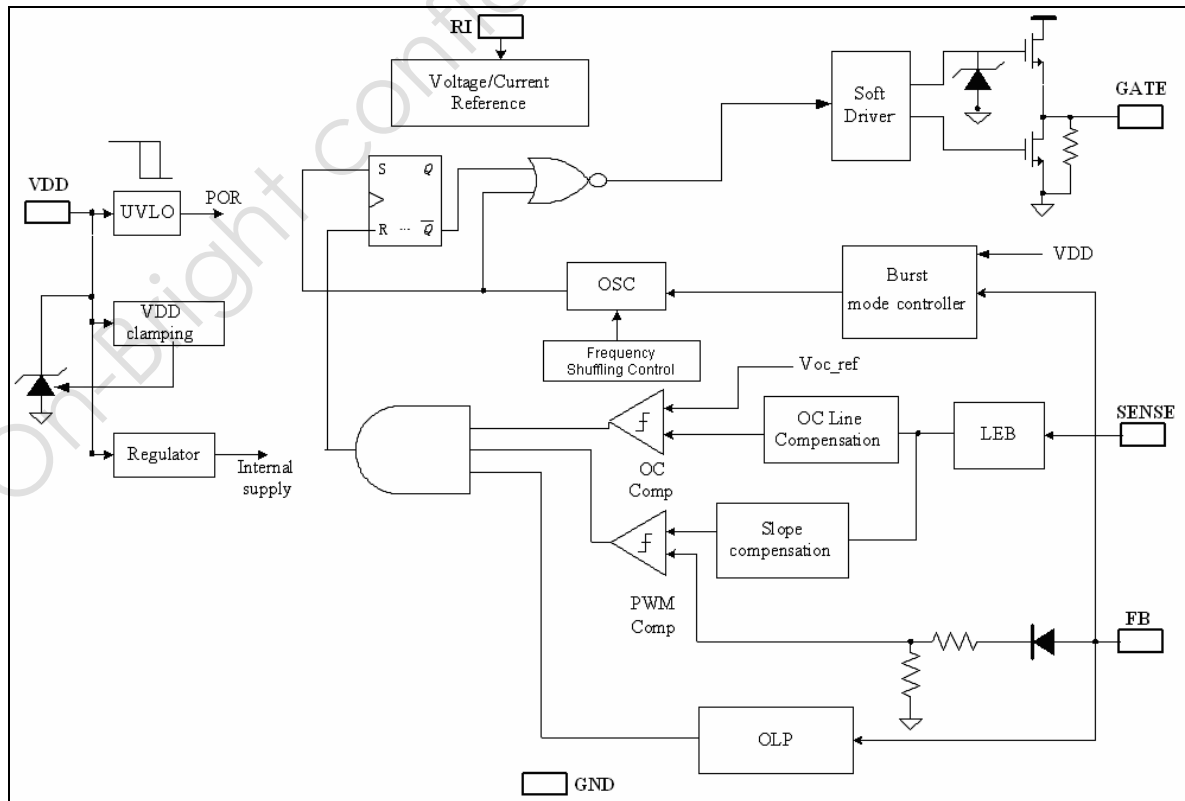 RI
Voltage/Current
Reference
Soft
Driver
GATE
S Q
R ... Q̅
VDD
UVLO
POR
VDD
clamping
Regulator
Internal
supply
OSC
Burst
mode controller
VDD
Frequency
Shuffling Control
Voc_ref
OC Line
Compensation
LEB
SENSE
OC
Comp
Slope
compensation
PWM
Comp
FB
OLP
GND
On-Bright confi